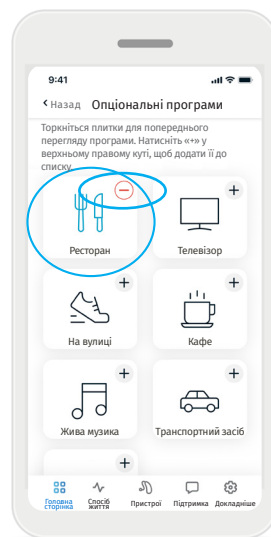 9:41
Назад Опціональні програми
Торкніться плитки для попереднього
перегляду програми. Натисніть «+» у
верхньому правому куті, щоб додати її до
списку.
Ресторан Телевізор
На вулиці Кафе
Жива музика Транспортний засіб
Головна сторінка Спосіб життя Пристрої Підтримка Докладніше